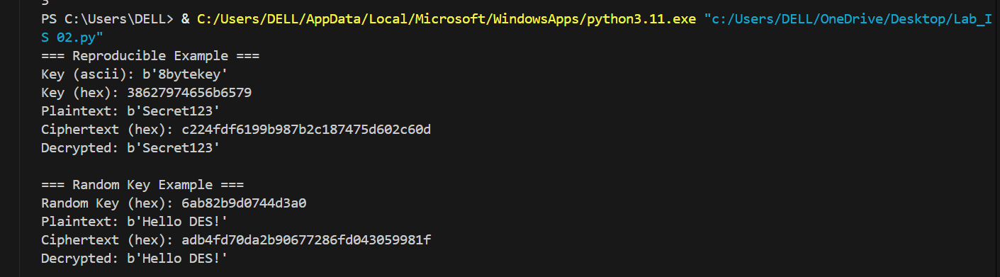 S
PS C:\Users\DELL> & C:/Users/DELL/AppData/Local/Microsoft/WindowsApps/python3.11.exe "c:/Users/DELL/OneDrive/Desktop/Lab_I
S 02.py"
=== Reproducible Example ===
Key (ascii): b'8bytekey'
Key (hex): 38627974656b6579
Plaintext: b'Secret123'
Ciphertext (hex): c224fdf6199b987b2c187475d602c60d
Decrypted: b'Secret123'
=== Random Key Example ===
Random Key (hex): 6ab82b9d0744d3a0
Plaintext: b'Hello DES!'
Ciphertext (hex): adb4fd70da2b90677286fd043059981f
Decrypted: b'Hello DES!'